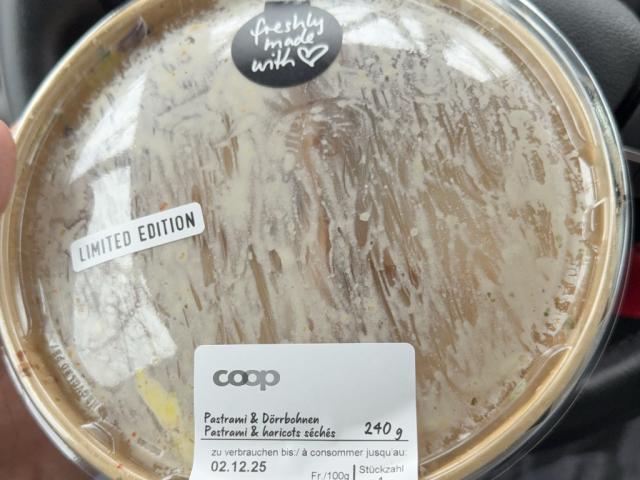 freshly
made
with
LIMITED EDITION
coop
Pastrami & Dörrbohnen
Pastrami & haricots séchés 240 g
zu verbrauchen bis:/ à consommer jusqu'au:
02.12.25
Fr./100g
Stückzahl